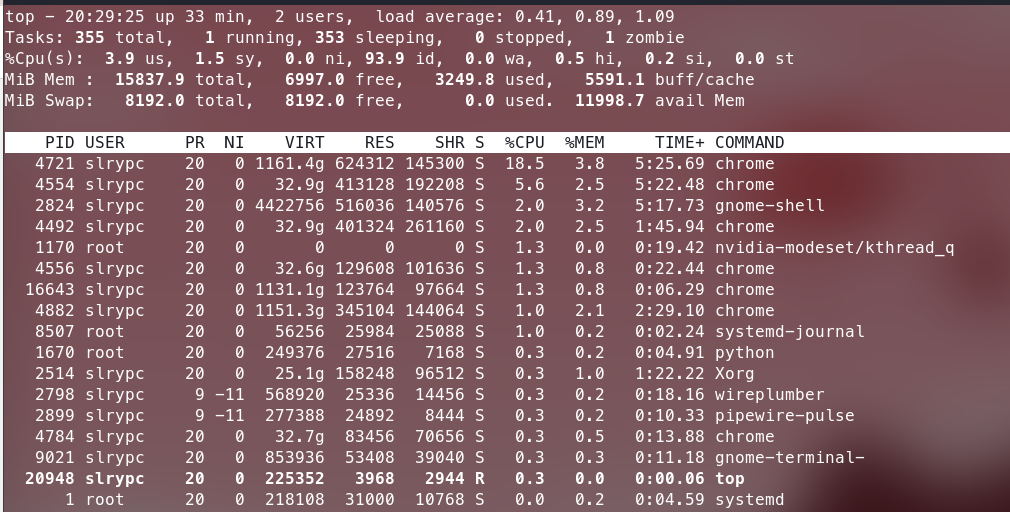 top - 20:29:25 up 33 min,  2 users,  load average: 0.41, 0.89, 1.09
Tasks: 355 total,   1 running, 353 sleeping,   0 stopped,   1 zombie
%Cpu(s):  3.9 us,  1.5 sy,  0.0 ni, 93.9 id,  0.0 wa,  0.5 hi,  0.2 si,  0.0 st
MiB Mem :  15837.9 total,   6997.0 free,   3249.8 used,   5591.1 buff/cache
MiB Swap:   8192.0 total,   8192.0 free,      0.0 used.  11998.7 avail Mem
    PID USER      PR  NI    VIRT    RES    SHR S  %CPU  %MEM     TIME+ COMMAND
   4721 slrypc    20   0 1161.4g 624312 145300 S  18.5   3.8   5:25.69 chrome
   4554 slrypc    20   0   32.9g 413128 192208 S   5.6   2.5   5:22.48 chrome
   2824 slrypc    20   0 4422756 516036 140576 S   2.0   3.2   5:17.73 gnome-shell
   4492 slrypc    20   0   32.9g 401324 261160 S   2.0   2.5   1:45.94 chrome
   1170 root      20   0       0      0      0 S   1.3   0.0   0:19.42 nvidia-modeset/kthread_q
   4556 slrypc    20   0   32.6g 129608 101636 S   1.3   0.8   0:22.44 chrome
  16643 slrypc    20   0 1131.1g 123764  97664 S   1.3   0.8   0:06.29 chrome
   4882 slrypc    20   0 1151.3g 345104 144064 S   1.0   2.1   2:29.10 chrome
   8507 root      20   0   56256  25984  25088 S   1.0   0.2   0:02.24 systemd-journal
   1670 root      20   0  249376  27516   7168 S   0.3   0.2   0:04.91 python
   2514 slrypc    20   0   25.1g 158248  96512 S   0.3   1.0   1:22.22 Xorg
   2798 slrypc     9 -11  568920  25336  14456 S   0.3   0.2   0:18.16 wireplumber
   2899 slrypc     9 -11  277388  24892   8444 S   0.3   0.2   0:10.33 pipewire-pulse
   4784 slrypc    20   0   32.7g  83456  70656 S   0.3   0.5   0:13.88 chrome
   9021 slrypc    20   0  853936  53408  39040 S   0.3   0.3   0:11.18 gnome-terminal-
  20948 slrypc    20   0  225352   3968   2944 R   0.3   0.0   0:00.06 top
      1 root      20   0  218108  31000  10768 S   0.0   0.2   0:04.59 systemd